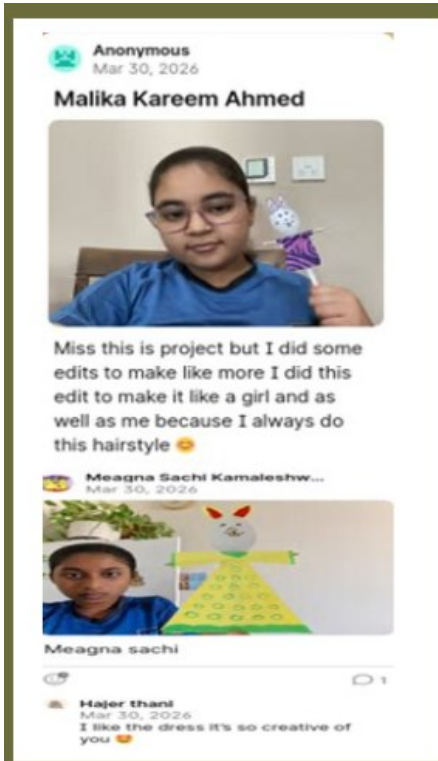 Anonymous
Mar 30, 2026
Malika Kareem Ahmed
Miss this is project but I did some
edits to make like more I did this
edit to make it like a girl and as
well as me because I always do
this hairstyle 😊
Meagna Sachi Kamaleshw...
Mar 30, 2026
Meagna sachi
1
Hajer thani
Mar 30, 2026
I like the dress it's so creative of
you 😍